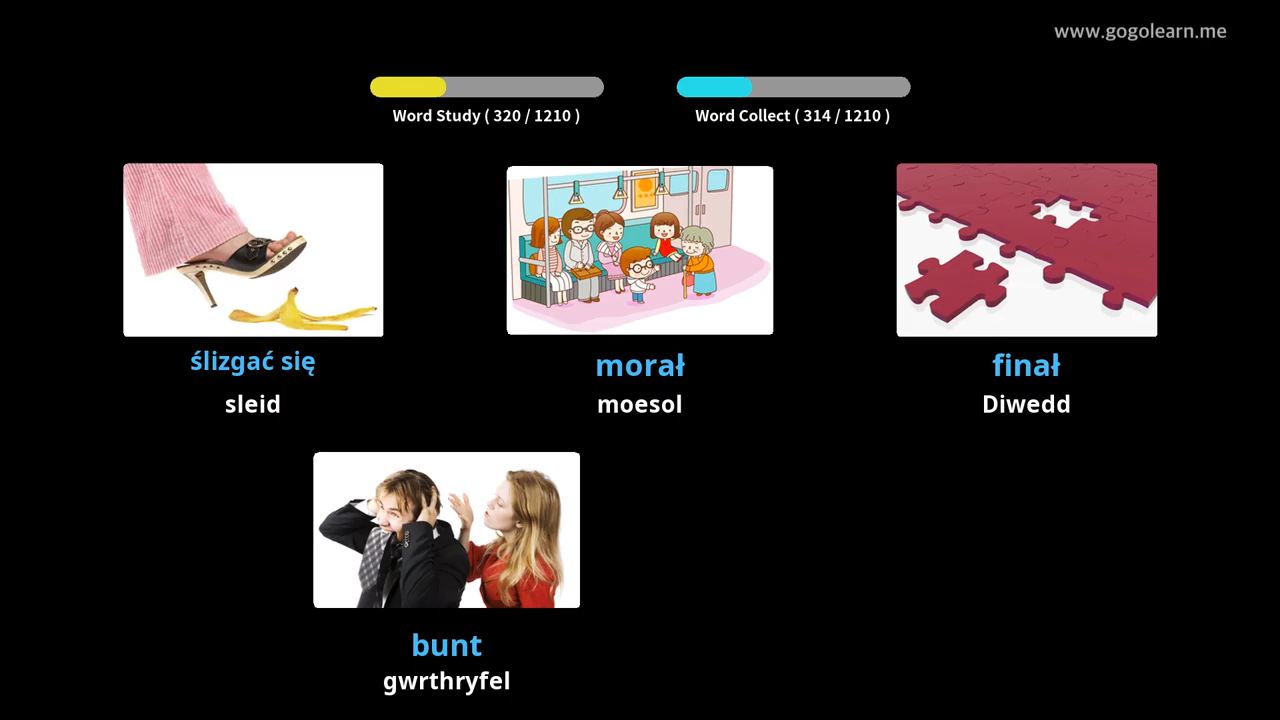 www.gogolearn.me
Word Study ( 320 / 1210 )
Word Collect ( 314 / 1210 )
ślizgać się
sleid
morał
moesol
finał
Diwedd
bunt
gwrthryfel